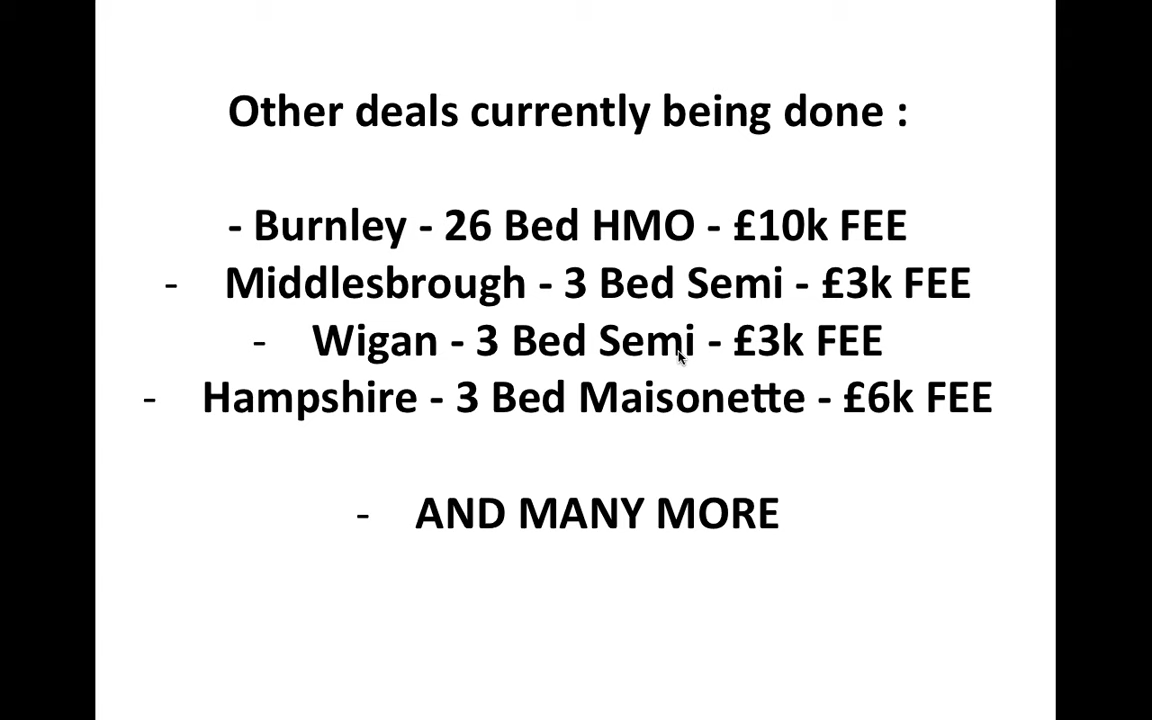 Other deals currently being done :
- Burnley - 26 Bed HMO - £10k FEE
- Middlesbrough - 3 Bed Semi - £3k FEE
- Wigan - 3 Bed Semi - £3k FEE
- Hampshire - 3 Bed Maisonette - £6k FEE
- AND MANY MORE